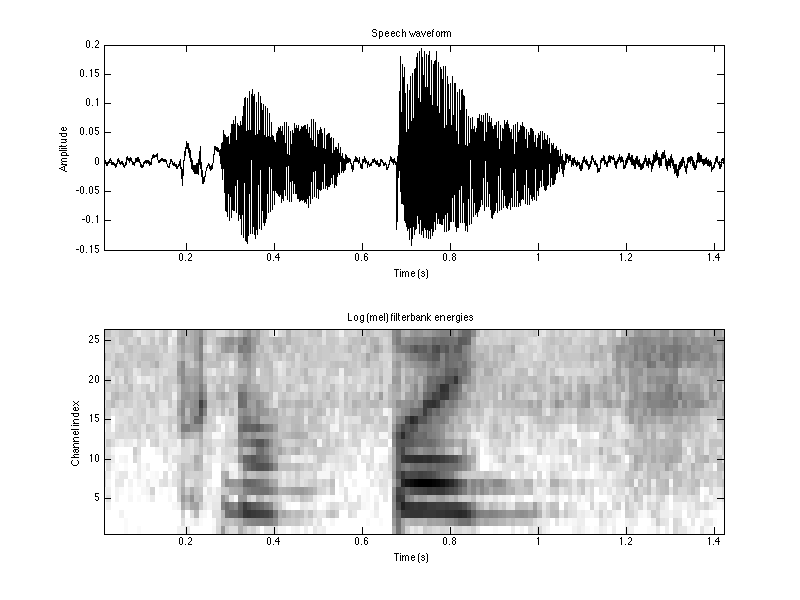 Speech waveform
0.2
0.15
0.1
0.05
0
-0.05
-0.1
-0.15
Amplitude
0.2 0.4 0.6 0.8 1 1.2 1.4
Time (s)
Log (mel) filterbank energies
25
20
15
10
5
Channel index
0.2 0.4 0.6 0.8 1 1.2 1.4
Time (s)